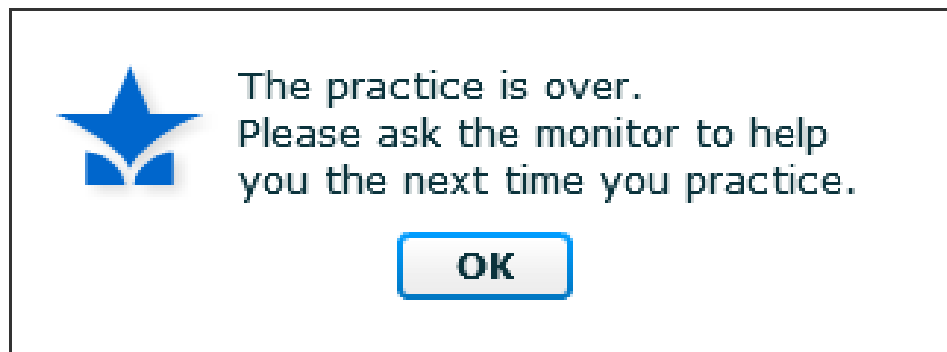 The practice is over.
Please ask the monitor to help
you the next time you practice.
OK